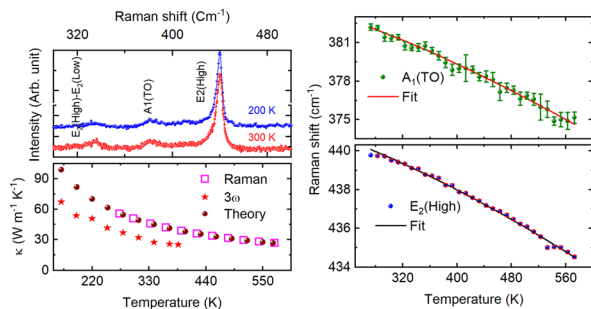 Raman shift (Cm⁻¹)
320 400 480
Intensity (Arb. unit)
E₂(High)-E₂(Low)
A1(TO)
E2(High)
200 K
300 K
κ (W m⁻¹ K⁻¹)
90
60
30
0
Raman
3ω
Theory
220 330 440 550
Temperature (K)
Raman shift (cm⁻¹)
381
378
375
A₁(TO)
Fit
440
438
436
434
E₂(High)
Fit
320 400 480 560
Temperature (K)